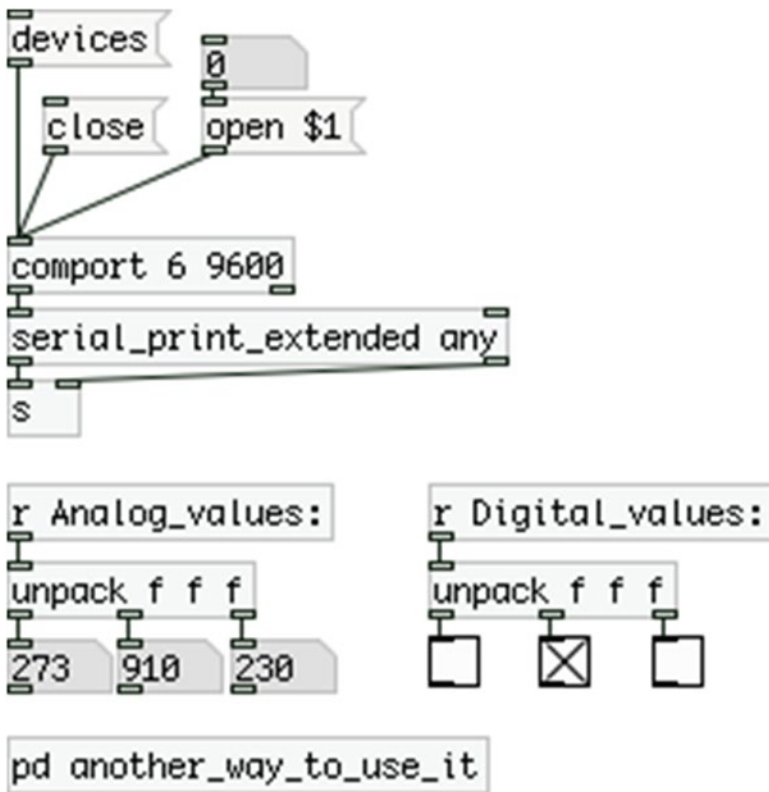 devices
0
close
open $1
comport 6 9600
serial_print_extended any
s
r Analog_values:
r Digital_values:
unpack f f f
unpack f f f
273
910
230
pd another_way_to_use_it